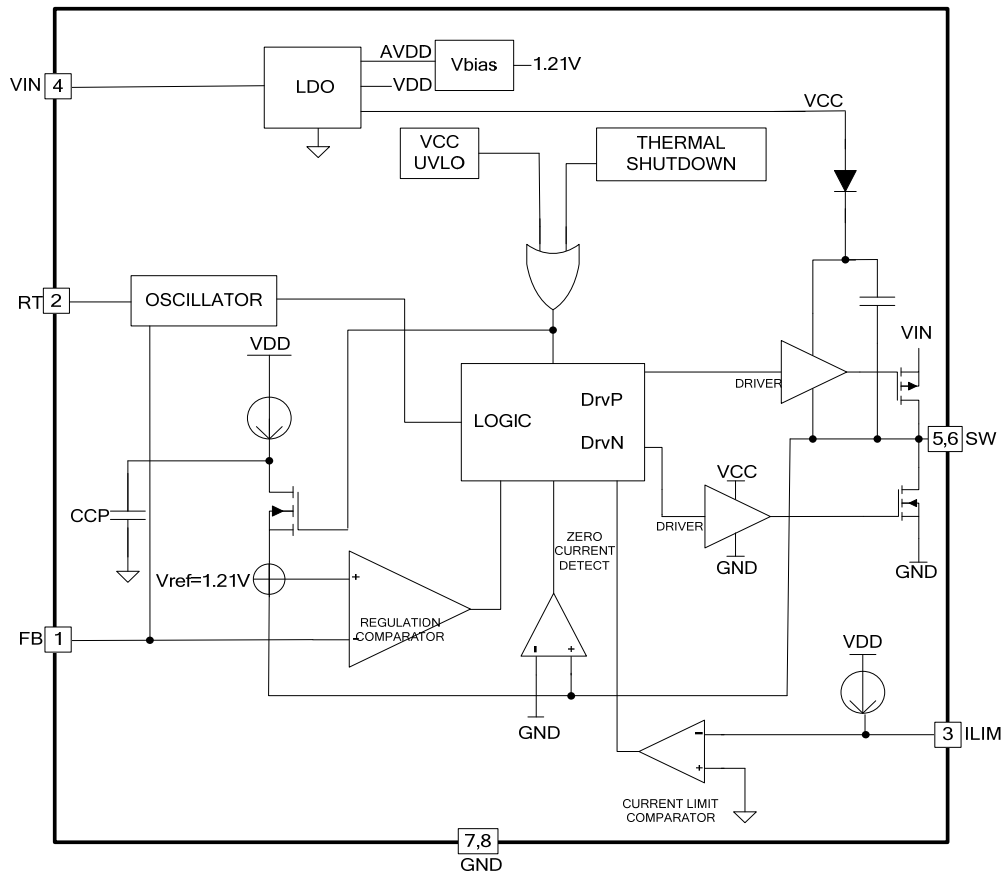 AVDD
Vbias
1.21V
VIN 4
LDO
VDD
VCC
VCC
UVLO
THERMAL
SHUTDOWN
RT 2
OSCILLATOR
VDD
VIN
DRIVER
DrvP
LOGIC
DrvN
5,6 SW
VCC
CCP
DRIVER
ZERO
CURRENT
DETECT
GND
GND
Vref=1.21V
+
REGULATION
COMPARATOR
-
FB 1
- +
VDD
GND
3 ILIM
-
+
CURRENT LIMIT
COMPARATOR
7,8
GND